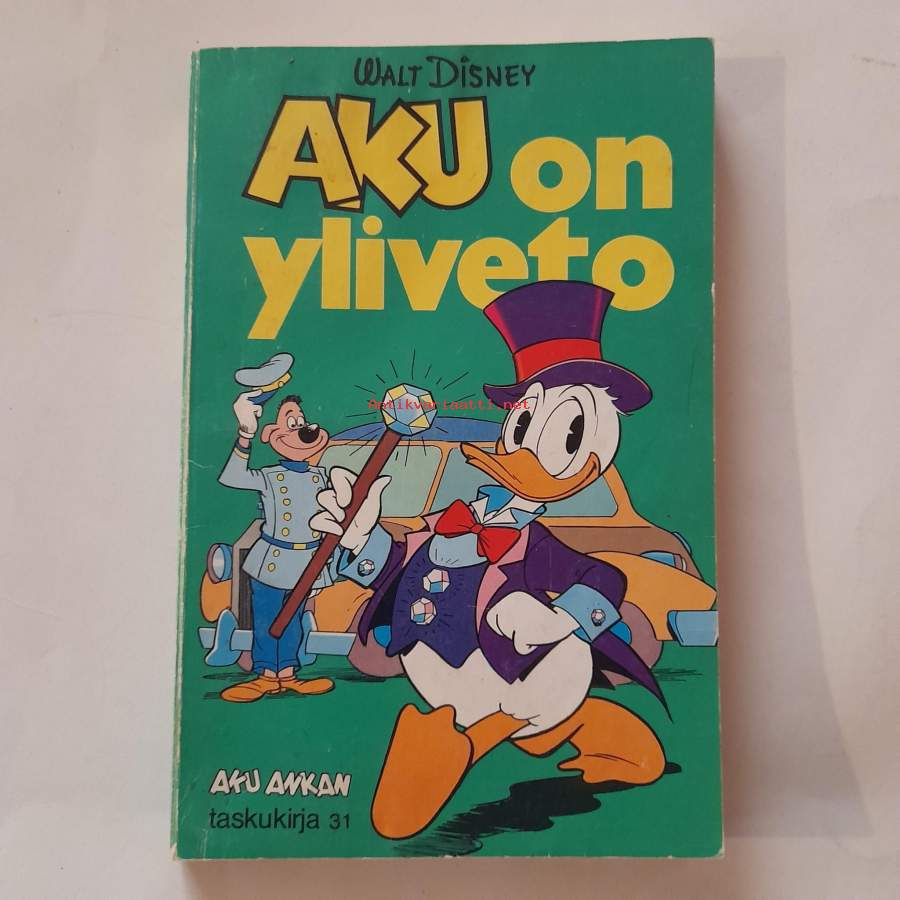 WALT DISNEY
AKU on
yliveto
Antikvariaatti.net
AKU ANKAN
taskukirja 31